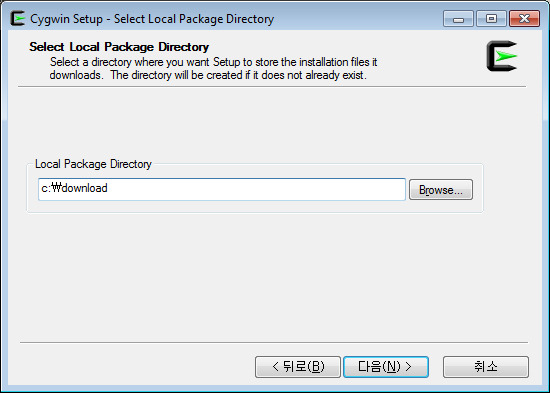 Cygwin Setup - Select Local Package Directory
Select Local Package Directory
Select a directory where you want Setup to store the installation files it
downloads. The directory will be created if it does not already exist.
Local Package Directory
c:₩download
Browse...
< 뒤로(B)
다음(N) >
취소